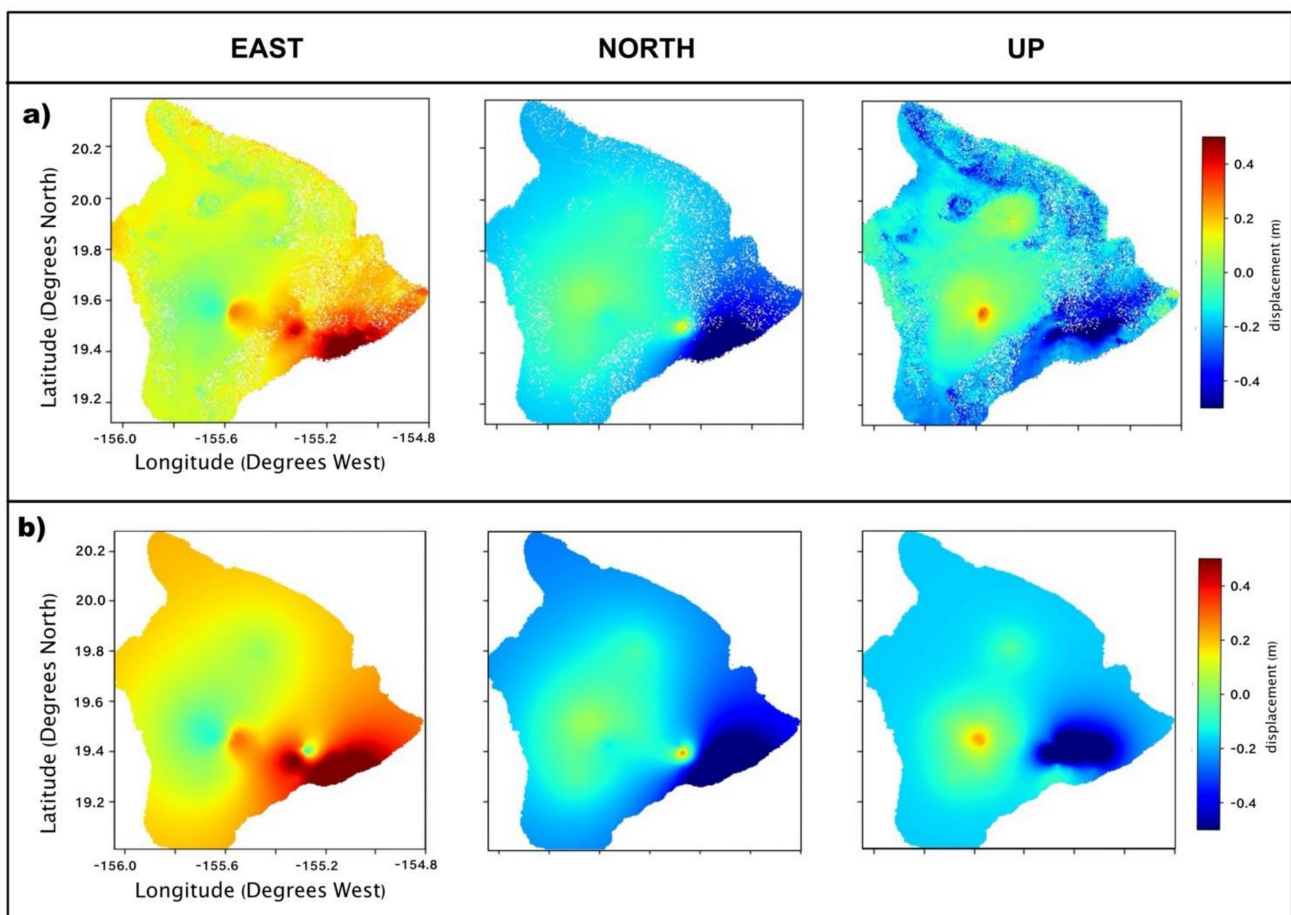 EAST NORTH UP
a)
Latitude (Degrees North)
20.2
20.0
19.8
19.6
19.4
19.2
-156.0 -155.6 -155.2 -154.8
Longitude (Degrees West)
0.4
0.2
0.0
-0.2
-0.4
displacement (m)
b)
Latitude (Degrees North)
20.2
20.0
19.8
19.6
19.4
19.2
-156.0 -155.6 -155.2 -154.8
Longitude (Degrees West)
0.4
0.2
0.0
-0.2
-0.4
displacement (m)